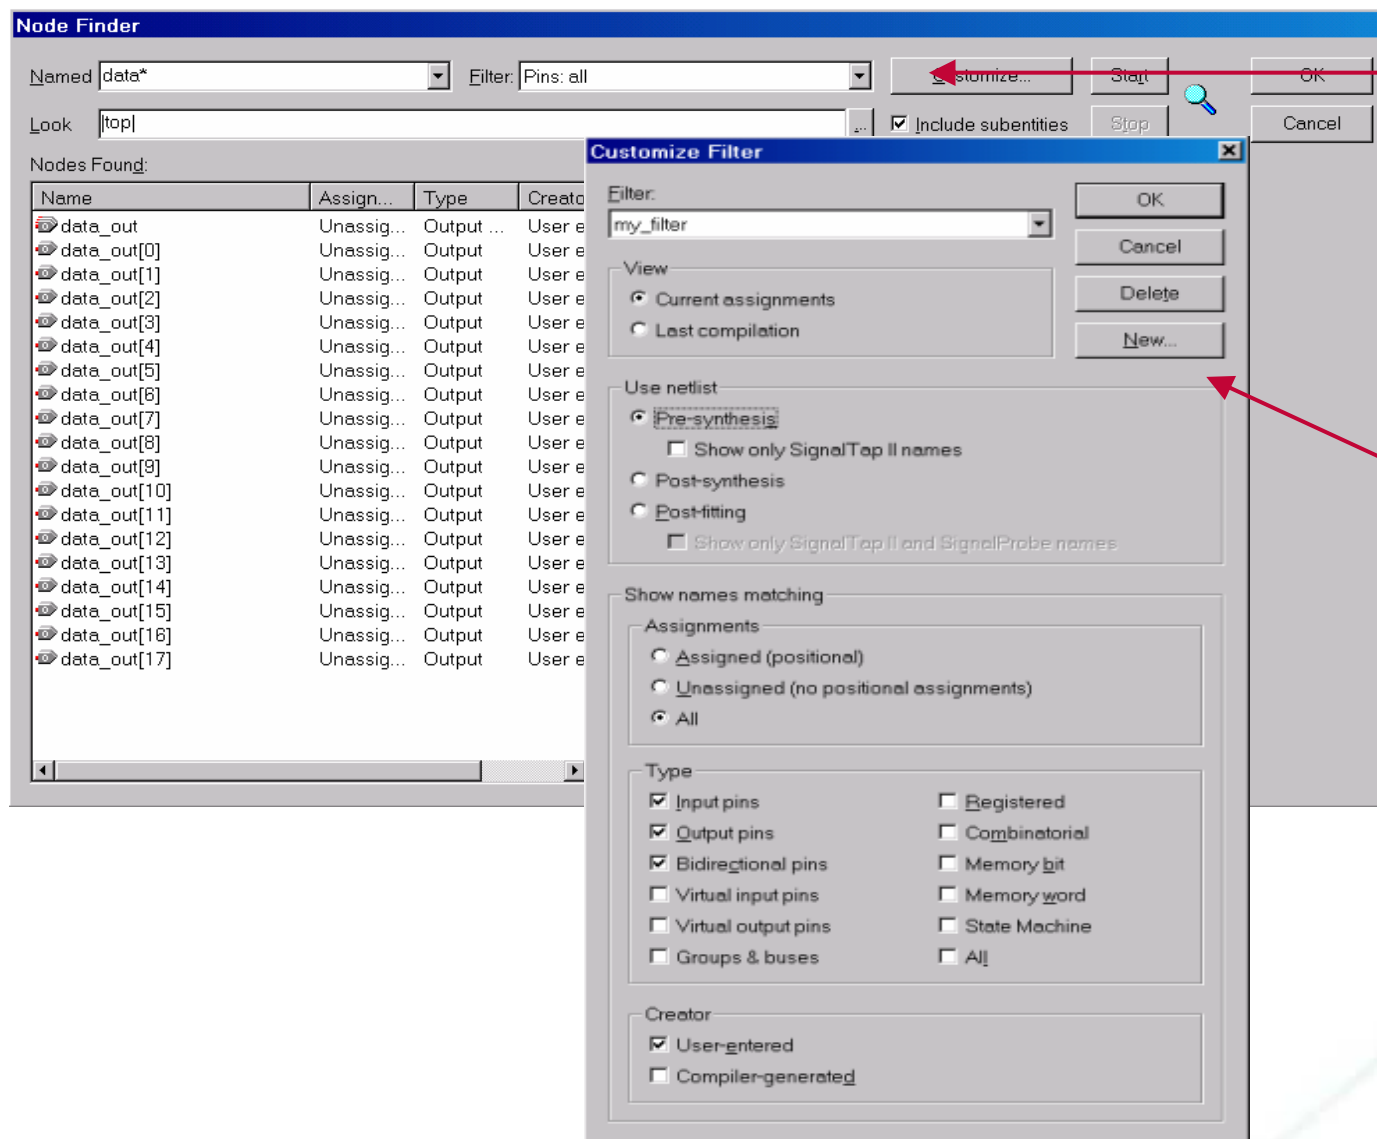 Node Finder
Named data* Filter: Pins: all Customize... Start OK
Look |top| ... Include subentities Stop Cancel
Nodes Found:
Name Assign... Type Creato
data_out Unassig... Output ... User e
data_out[0] Unassig... Output User e
data_out[1] Unassig... Output User e
data_out[2] Unassig... Output User e
data_out[3] Unassig... Output User e
data_out[4] Unassig... Output User e
data_out[5] Unassig... Output User e
data_out[6] Unassig... Output User e
data_out[7] Unassig... Output User e
data_out[8] Unassig... Output User e
data_out[9] Unassig... Output User e
data_out[10] Unassig... Output User e
data_out[11] Unassig... Output User e
data_out[12] Unassig... Output User e
data_out[13] Unassig... Output User e
data_out[14] Unassig... Output User e
data_out[15] Unassig... Output User e
data_out[16] Unassig... Output User e
data_out[17] Unassig... Output User e
Customize Filter
Filter:
my_filter
OK
Cancel
Delete
New...
View
Current assignments
Last compilation
Use netlist
Pre-synthesis
Show only SignalTap II names
Post-synthesis
Post-fitting
Show only SignalTap II and SignalProbe names
Show names matching
Assignments
Assigned (positional)
Unassigned (no positional assignments)
All
Type
Input pins Registered
Output pins Combinatorial
Bidirectional pins Memory bit
Virtual input pins Memory word
Virtual output pins State Machine
Groups & buses All
Creator
User-entered
Compiler-generated